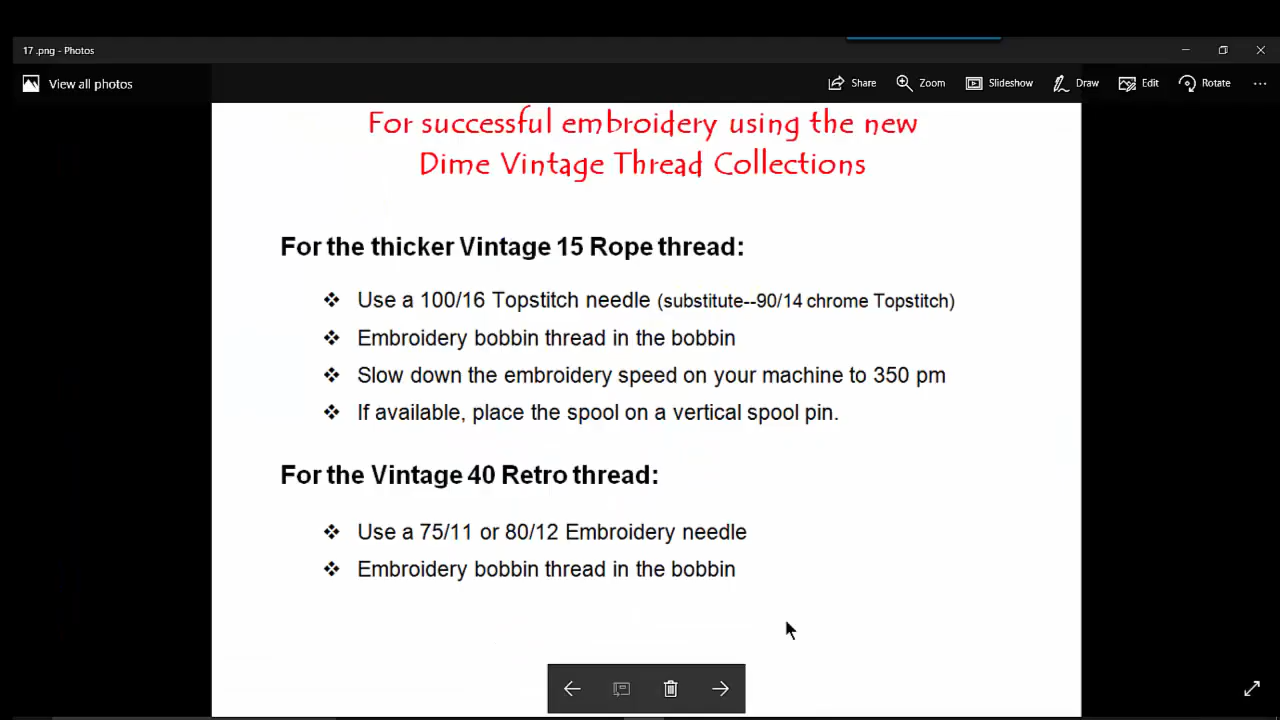 17 .png - Photos
View all photos
Share Zoom Slideshow Draw Edit Rotate
For successful embroidery using the new
Dime Vintage Thread Collections
For the thicker Vintage 15 Rope thread:
Use a 100/16 Topstitch needle (substitute--90/14 chrome Topstitch)
Embroidery bobbin thread in the bobbin
Slow down the embroidery speed on your machine to 350 pm
If available, place the spool on a vertical spool pin.
For the Vintage 40 Retro thread:
Use a 75/11 or 80/12 Embroidery needle
Embroidery bobbin thread in the bobbin